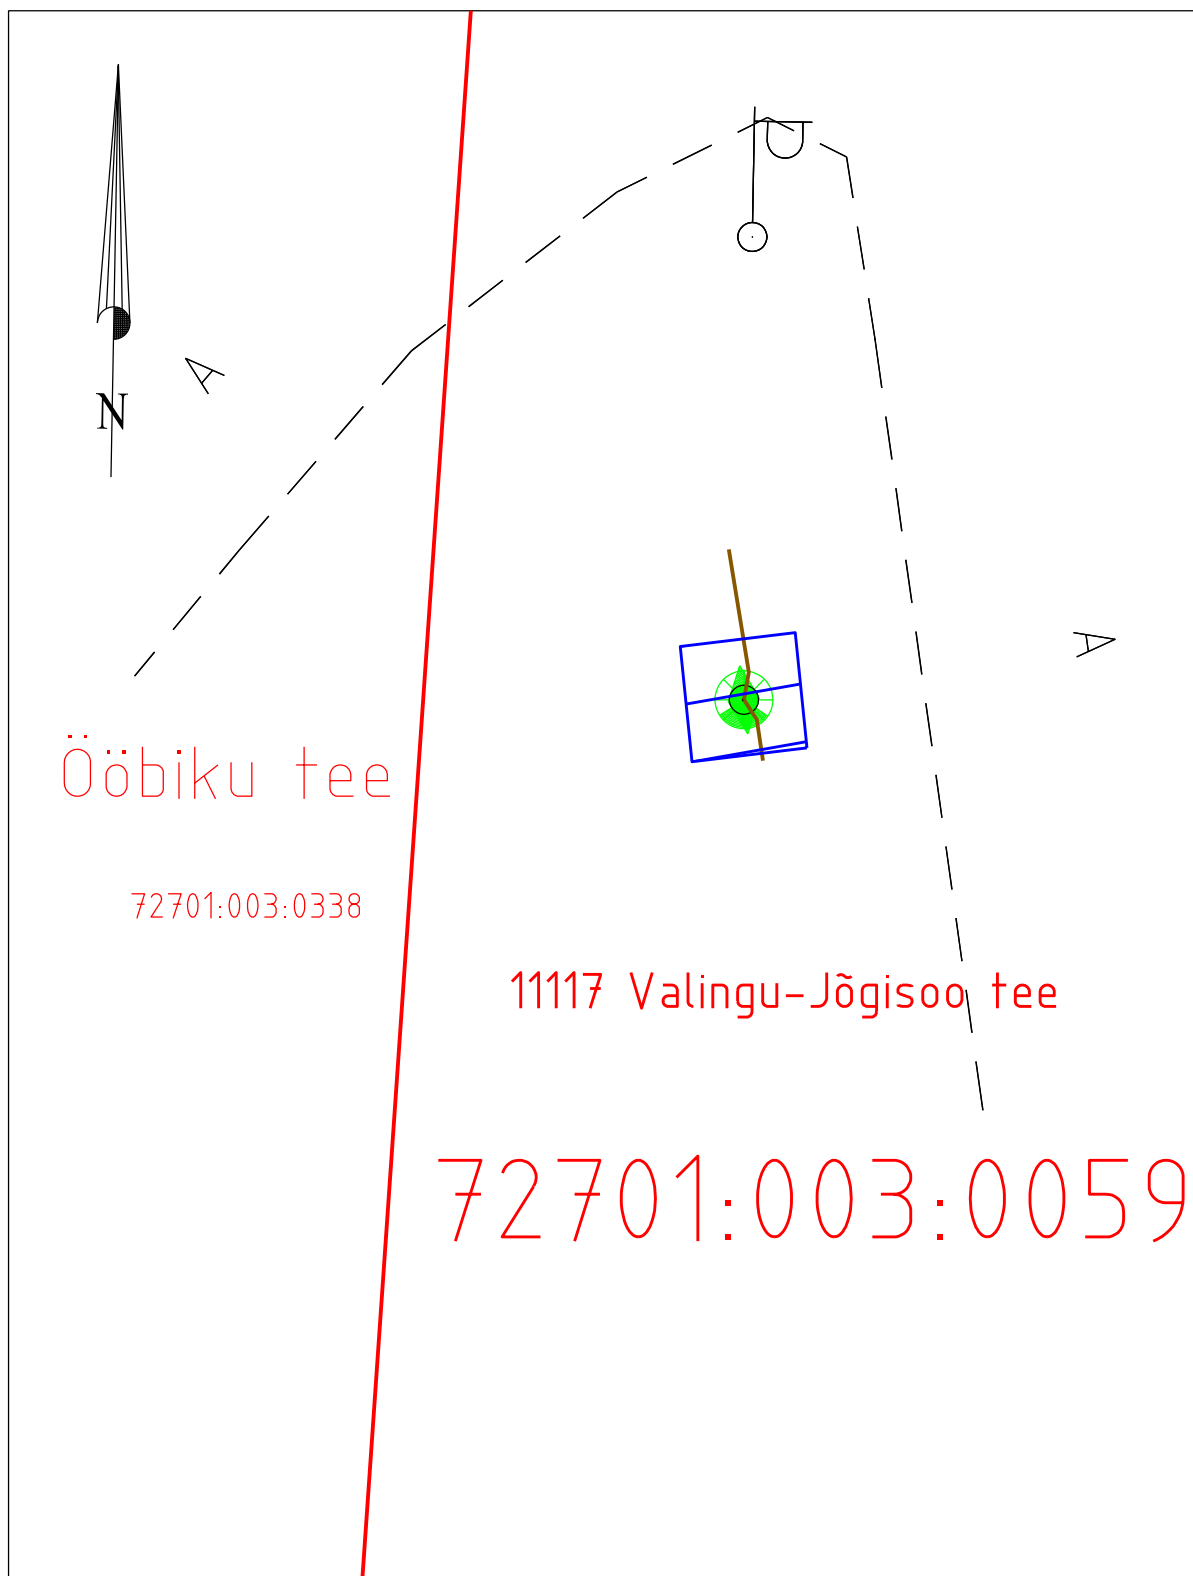 A
N
A
Ööbiku tee
72701:003:0338
11117 Valingu-Jõgisoo tee
72701:003:0059